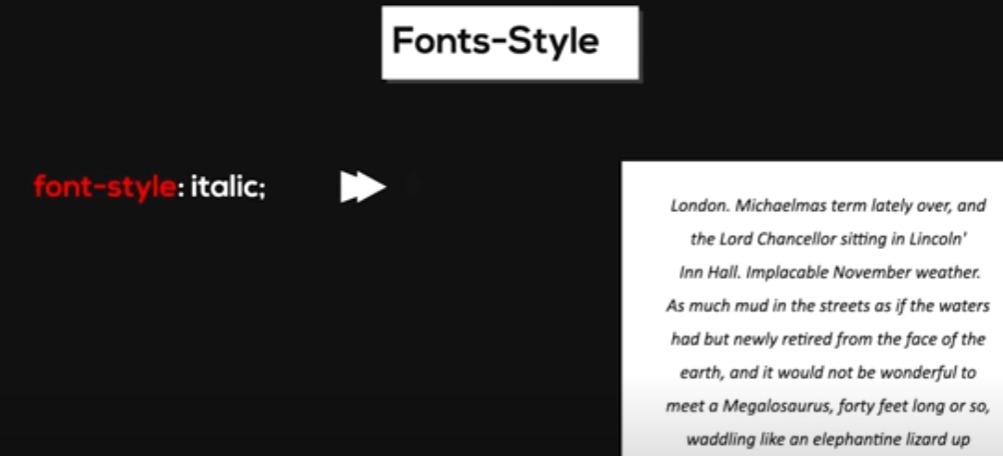 Fonts-Style
font-style: italic;
London. Michaelmas term lately over, and
the Lord Chancellor sitting in Lincoln'
Inn Hall. Implacable November weather.
As much mud in the streets as if the waters
had but newly retired from the face of the
earth, and it would not be wonderful to
meet a Megalosaurus, forty feet long or so,
waddling like an elephantine lizard up